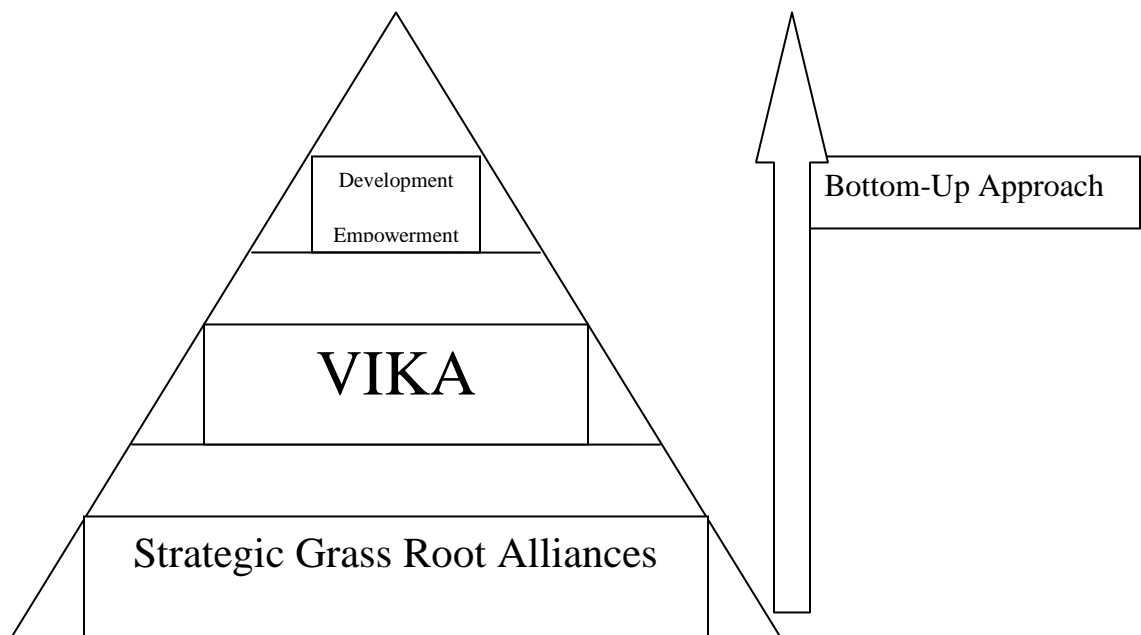 Development
Empowerment
Bottom-Up Approach
VIKA
Strategic Grass Root Alliances